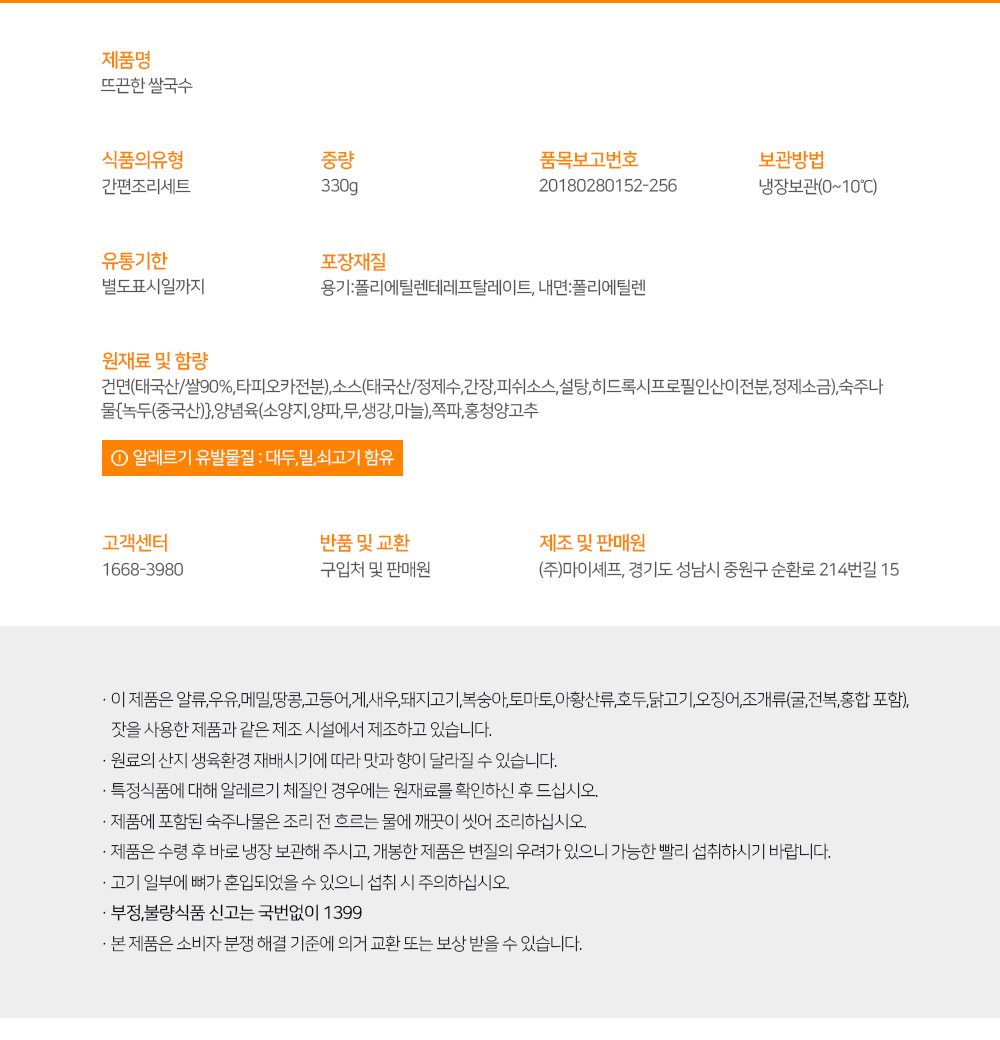 제품명
뜨끈한 쌀국수
식품의유형
간편조리세트
중량
330g
품목보고번호
20180280152-256
보관방법
냉장보관(0~10℃)
유통기한
별도표시일까지
포장재질
용기:폴리에틸렌테레프탈레이트, 내면:폴리에틸렌
원재료 및 함량
건면(태국산/쌀90%,타피오카전분),소스(태국산/정제수,간장,피쉬소스,설탕,히드록시프로필인산이전분,정제소금),숙주나
물{녹두(중국산)},양념육(소양지,양파,무,생강,마늘),쪽파,홍청양고추
알레르기 유발물질 : 대두,밀,쇠고기 함유
고객센터
1668-3980
반품 및 교환
구입처 및 판매원
제조 및 판매원
(주)마이셰프, 경기도 성남시 중원구 순환로 214번길 15
· 이 제품은 알류,우유,메밀,땅콩,고등어,게,새우,돼지고기,복숭아,토마토,아황산류,호두,닭고기,오징어,조개류(굴,전복,홍합 포함),
잣을 사용한 제품과 같은 제조 시설에서 제조하고 있습니다.
· 원료의 산지 생육환경 재배시기에 따라 맛과 향이 달라질 수 있습니다.
· 특정식품에 대해 알레르기 체질인 경우에는 원재료를 확인하신 후 드십시오.
· 제품에 포함된 숙주나물은 조리 전 흐르는 물에 깨끗이 씻어 조리하십시오.
· 제품은 수령 후 바로 냉장 보관해 주시고, 개봉한 제품은 변질의 우려가 있으니 가능한 빨리 섭취하시기 바랍니다.
· 고기 일부에 뼈가 혼입되었을 수 있으니 섭취 시 주의하십시오.
· 부정,불량식품 신고는 국번없이 1399
· 본 제품은 소비자 분쟁 해결 기준에 의거 교환 또는 보상 받을 수 있습니다.